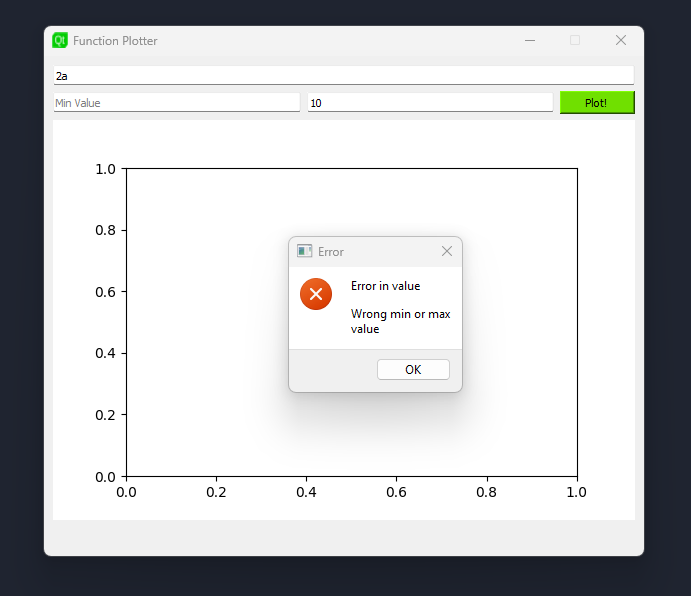 Qt Function Plotter
2a
Min Value 10 Plot!
1.0
0.8
Error
0.6
Error in value
Wrong min or max
value
0.4
OK
0.2
0.0
0.0 0.2 0.4 0.6 0.8 1.0